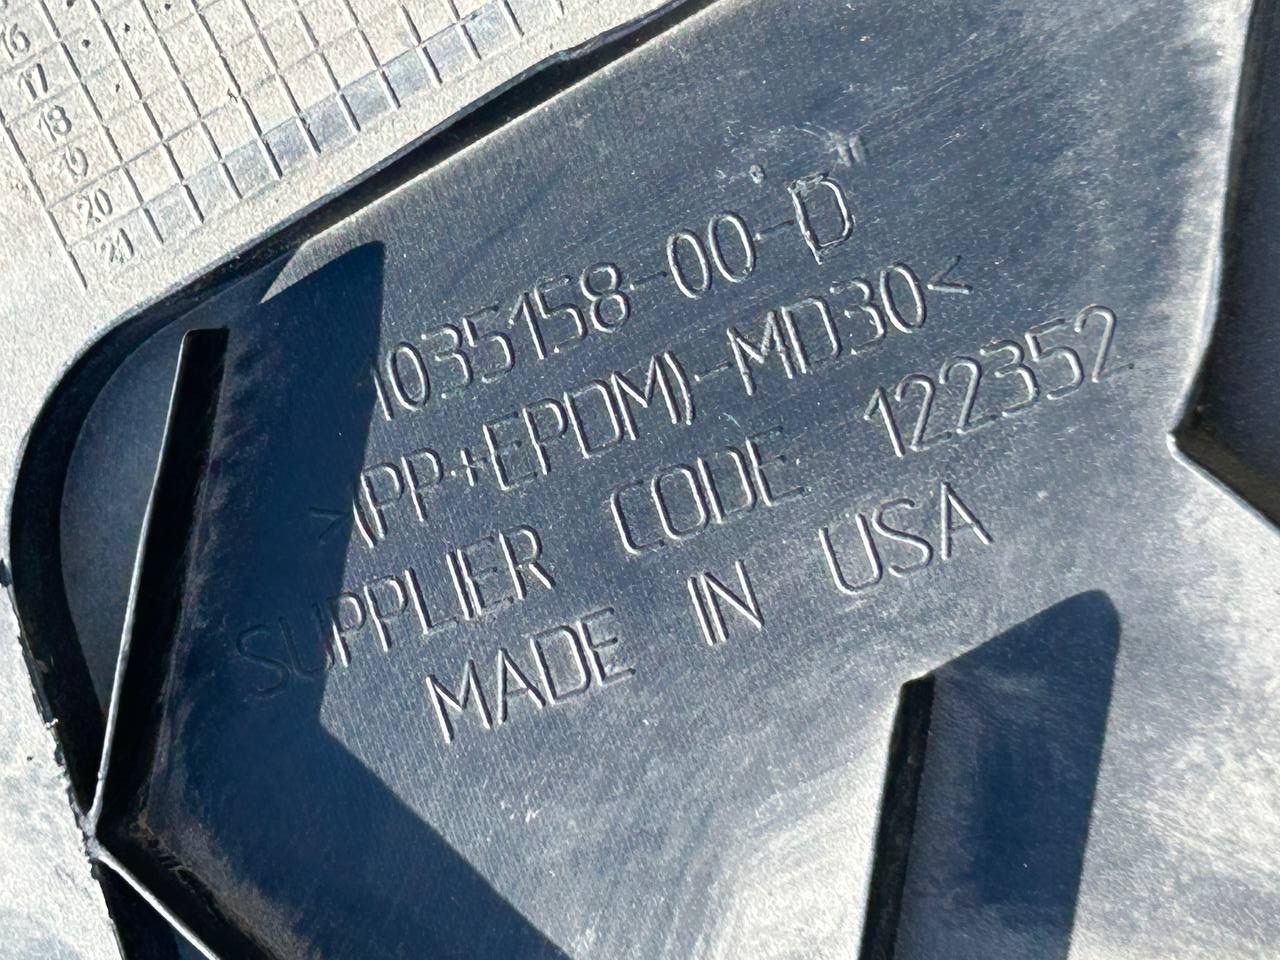 16
17
18
19
20
21
1035158-00-D
>(PP+EPDM)-MD30<
SUPPLIER CODE 122352
MADE IN USA